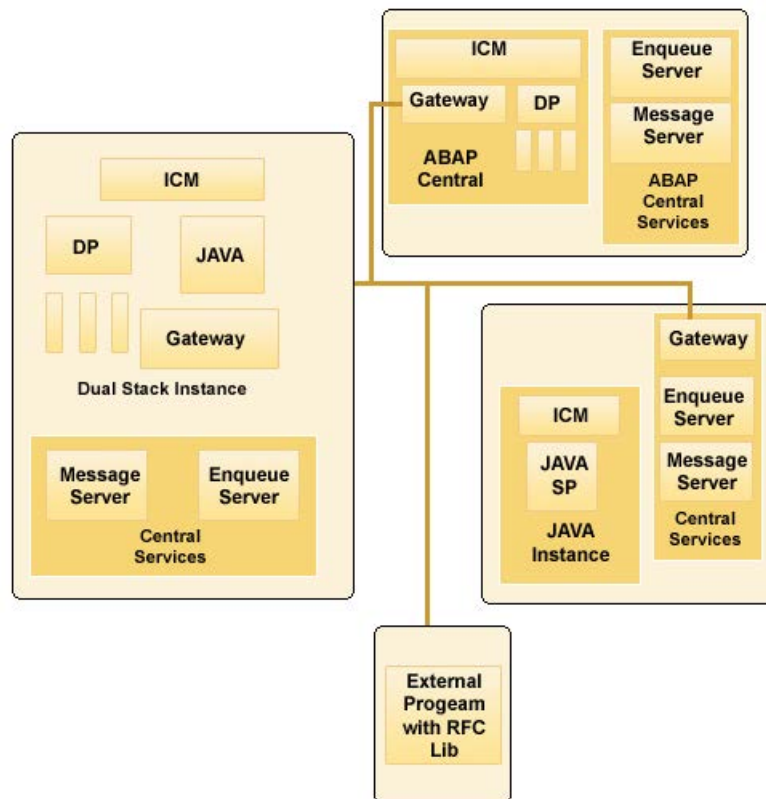 ICM
DP
JAVA
Gateway
Dual Stack Instance
Message
Server
Enqueue
Server
Central
Services
ICM
Gateway
DP
ABAP
Central
Enqueue
Server
Message
Server
ABAP
Central
Services
ICM
JAVA
SP
JAVA
Instance
Gateway
Enqueue
Server
Message
Server
Central
Services
External
Progeam
with RFC
Lib